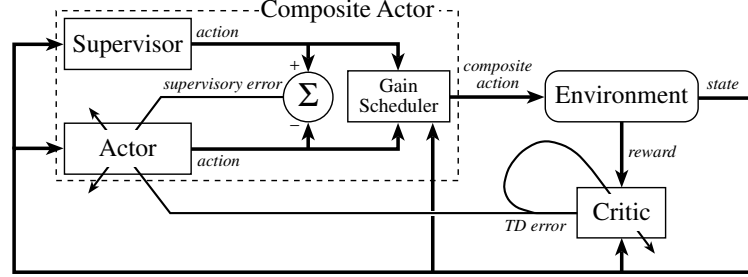 Composite Actor
Supervisor
action
+
supervisory error
Σ
−
Gain
Scheduler
composite
action
Environment
state
Actor
action
reward
Critic
TD error